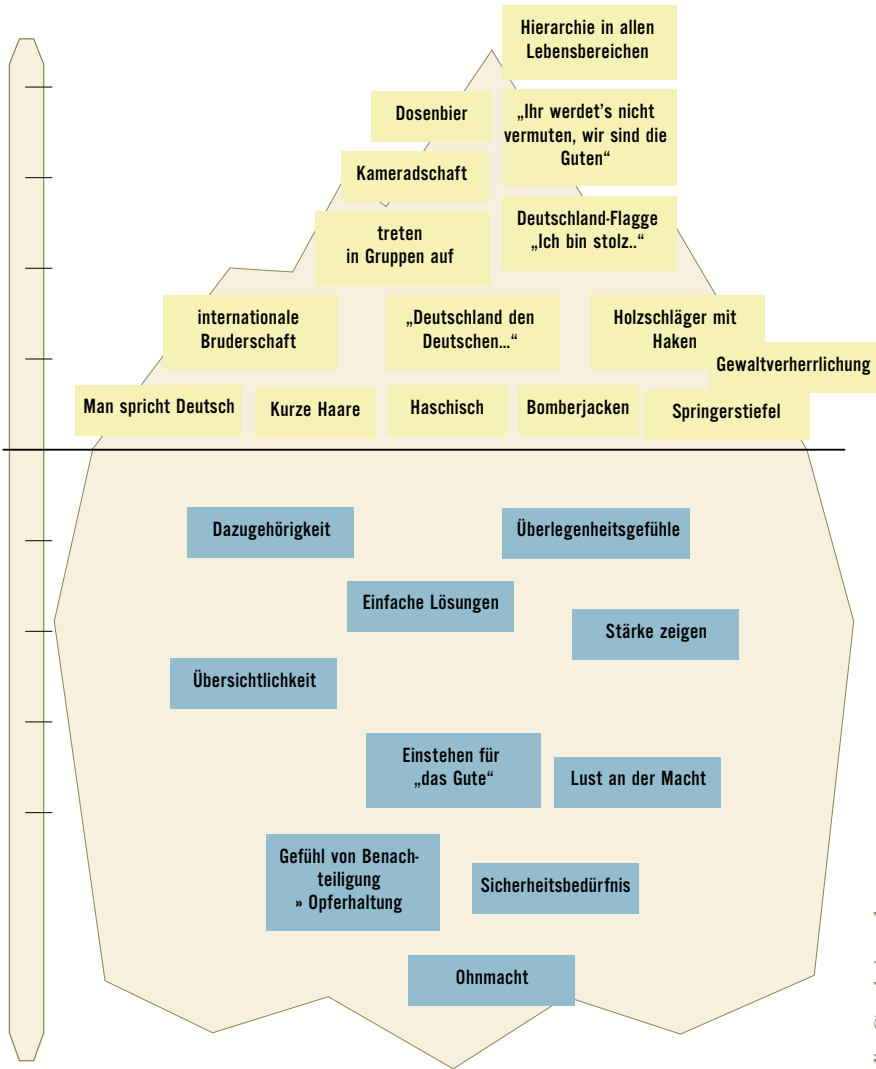 Hierarchie in allen
Lebensbereichen
Dosenbier
„Ihr werdet's nicht
vermuten, wir sind die
Guten“
Kameradschaft
treten
in Gruppen auf
Deutschland-Flagge
„Ich bin stolz..“
internationale
Bruderschaft
„Deutschland den
Deutschen...“
Holzschläger mit
Haken
Gewaltverherrlichung
Man spricht Deutsch
Kurze Haare
Haschisch
Bomberjacken
Springerstiefel
Dazugehörigkeit
Überlegenheitsgefühle
Einfache Lösungen
Stärke zeigen
Übersichtlichkeit
Einstehen für
„das Gute“
Lust an der Macht
Gefühl von Benach-
teiligung
» Opferhaltung
Sicherheitsbedürfnis
Ohnmacht